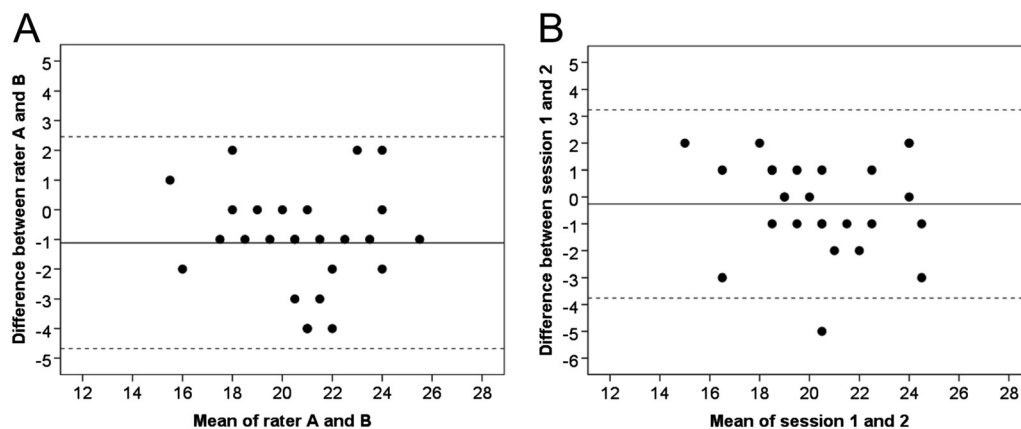 A
Difference between rater A and B
5
4
3
2
1
0
-1
-2
-3
-4
-5
12 14 16 18 20 22 24 26 28
Mean of rater A and B
B
Difference between session 1 and 2
5
4
3
2
1
0
-1
-2
-3
-4
-5
-6
12 14 16 18 20 22 24 26 28
Mean of session 1 and 2